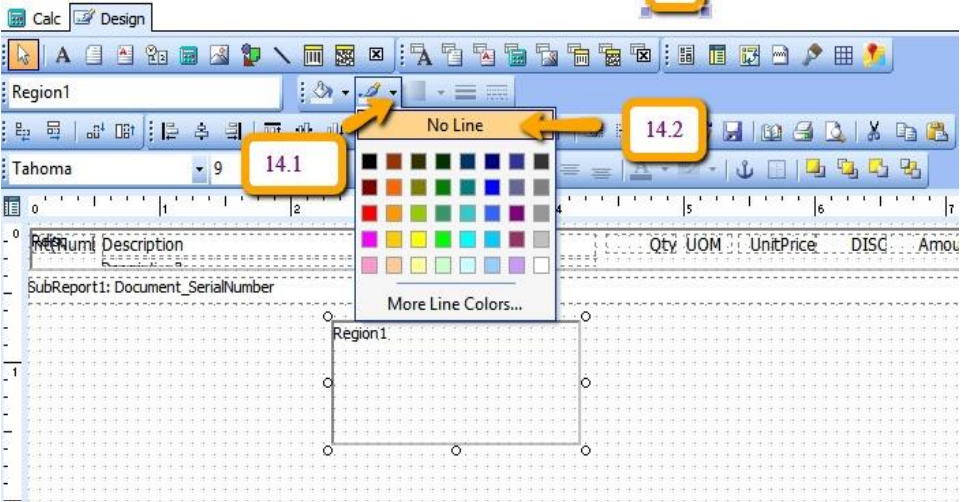 Calc Design
Region1
No Line
14.1
14.2
Tahoma
9
0 1 2 4 5 6 7
0
Description Qty UOM UnitPrice DISC Amou
SubReport1: Document_SerialNumber
More Line Colors...
Region1
1